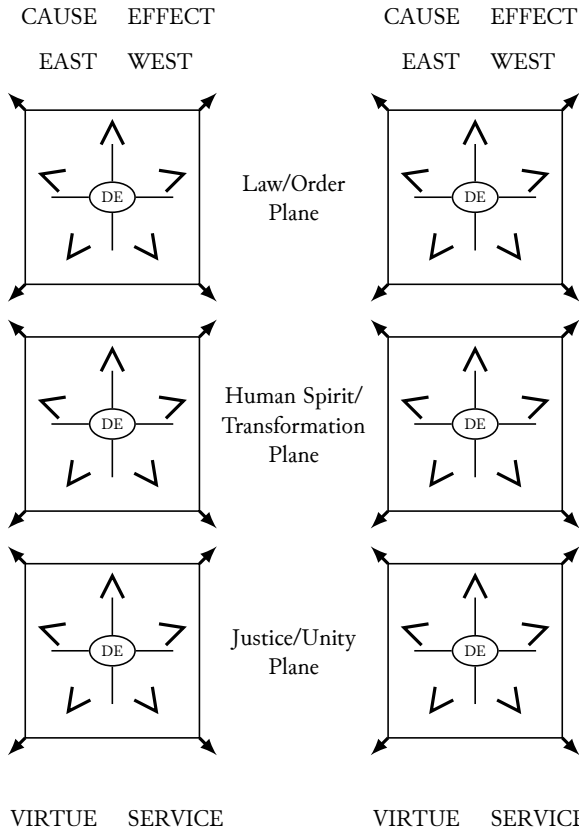 CAUSE EFFECT CAUSE EFFECT
EAST WEST EAST WEST
DE DE
Law/Order
Plane
DE DE
Human Spirit/
Transformation
Plane
DE DE
Justice/Unity
Plane
VIRTUE SERVICE VIRTUE SERVICE